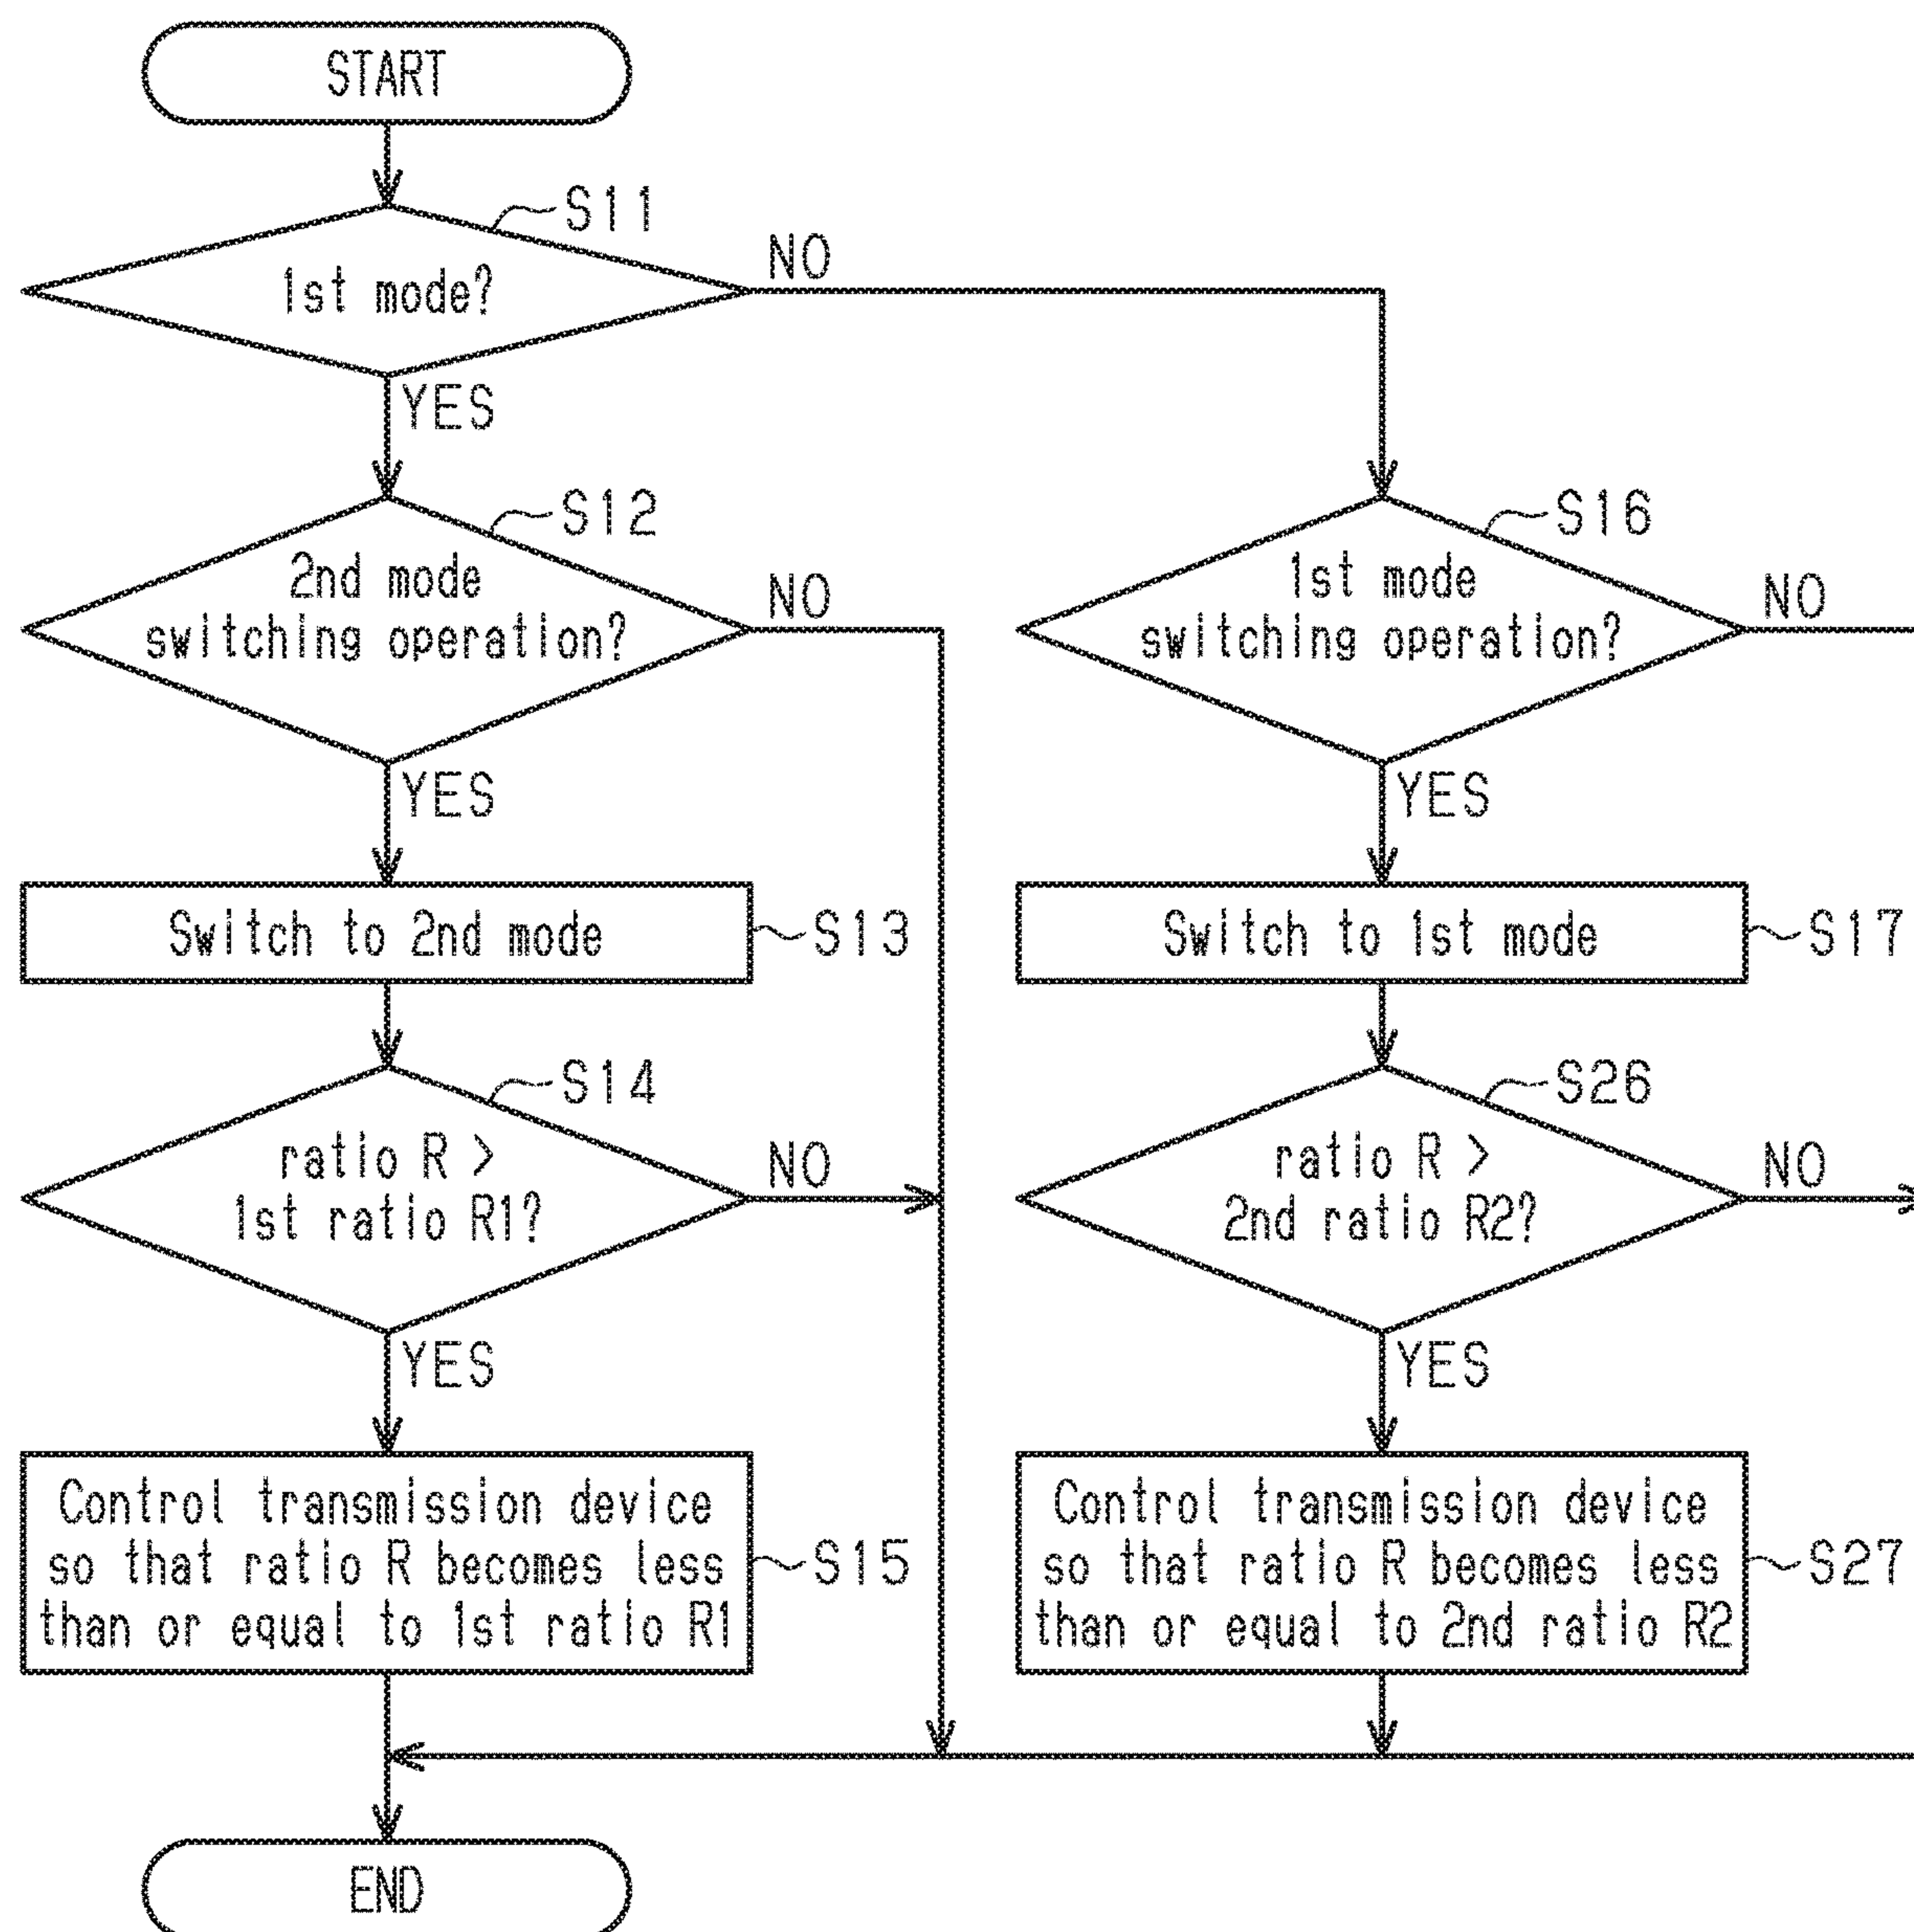 START
S11
1st mode?
NO
YES
S12
2nd mode
switching operation?
NO
YES
Switch to 2nd mode
S13
S14
ratio R >
1st ratio R1?
NO
YES
Control transmission device
so that ratio R becomes less
than or equal to 1st ratio R1
S15
S16
1st mode
switching operation?
NO
YES
Switch to 1st mode
S17
S26
ratio R >
2nd ratio R2?
NO
YES
Control transmission device
so that ratio R becomes less
than or equal to 2nd ratio R2
S27
END